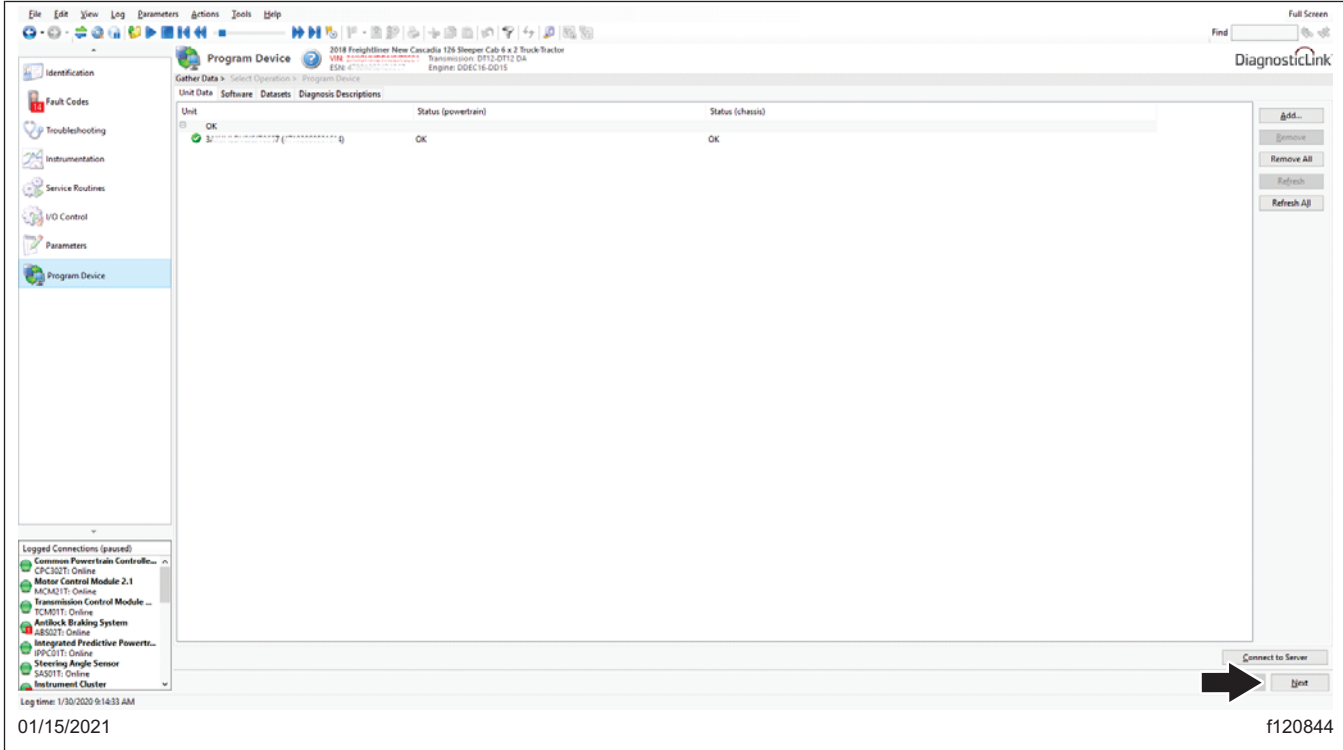 File Edit View Log Parameters Actions Tools Help Full Screen
Find
Program Device
2018 Freightliner New Cascadia 126 Sleeper Cab 6 x 2 Truck-Tractor
VIN: Transmission: DT12-DT12 DA
ESN: Engine: DDEC16-DD15
DiagnosticLink
Gather Data > Select Operation > Program Device
Unit Data Software Datasets Diagnosis Descriptions
Identification
Fault Codes
14
Troubleshooting
Instrumentation
Service Routines
I/O Control
Parameters
Program Device
Unit Status (powertrain) Status (chassis)
OK
OK OK
Add...
Remove
Remove All
Refresh
Refresh All
Logged Connections (paused)
Common Powertrain Controlle...
CPC302T: Online
Motor Control Module 2.1
MCM21T: Online
Transmission Control Module ...
TCM01T: Online
Antilock Braking System
ABS02T: Online
Integrated Predictive Powertr...
IPPC01T: Online
Steering Angle Sensor
SAS01T: Online
Instrument Cluster
Connect to Server
Next
Log time: 1/30/2020 9:14:33 AM
01/15/2021 f120844